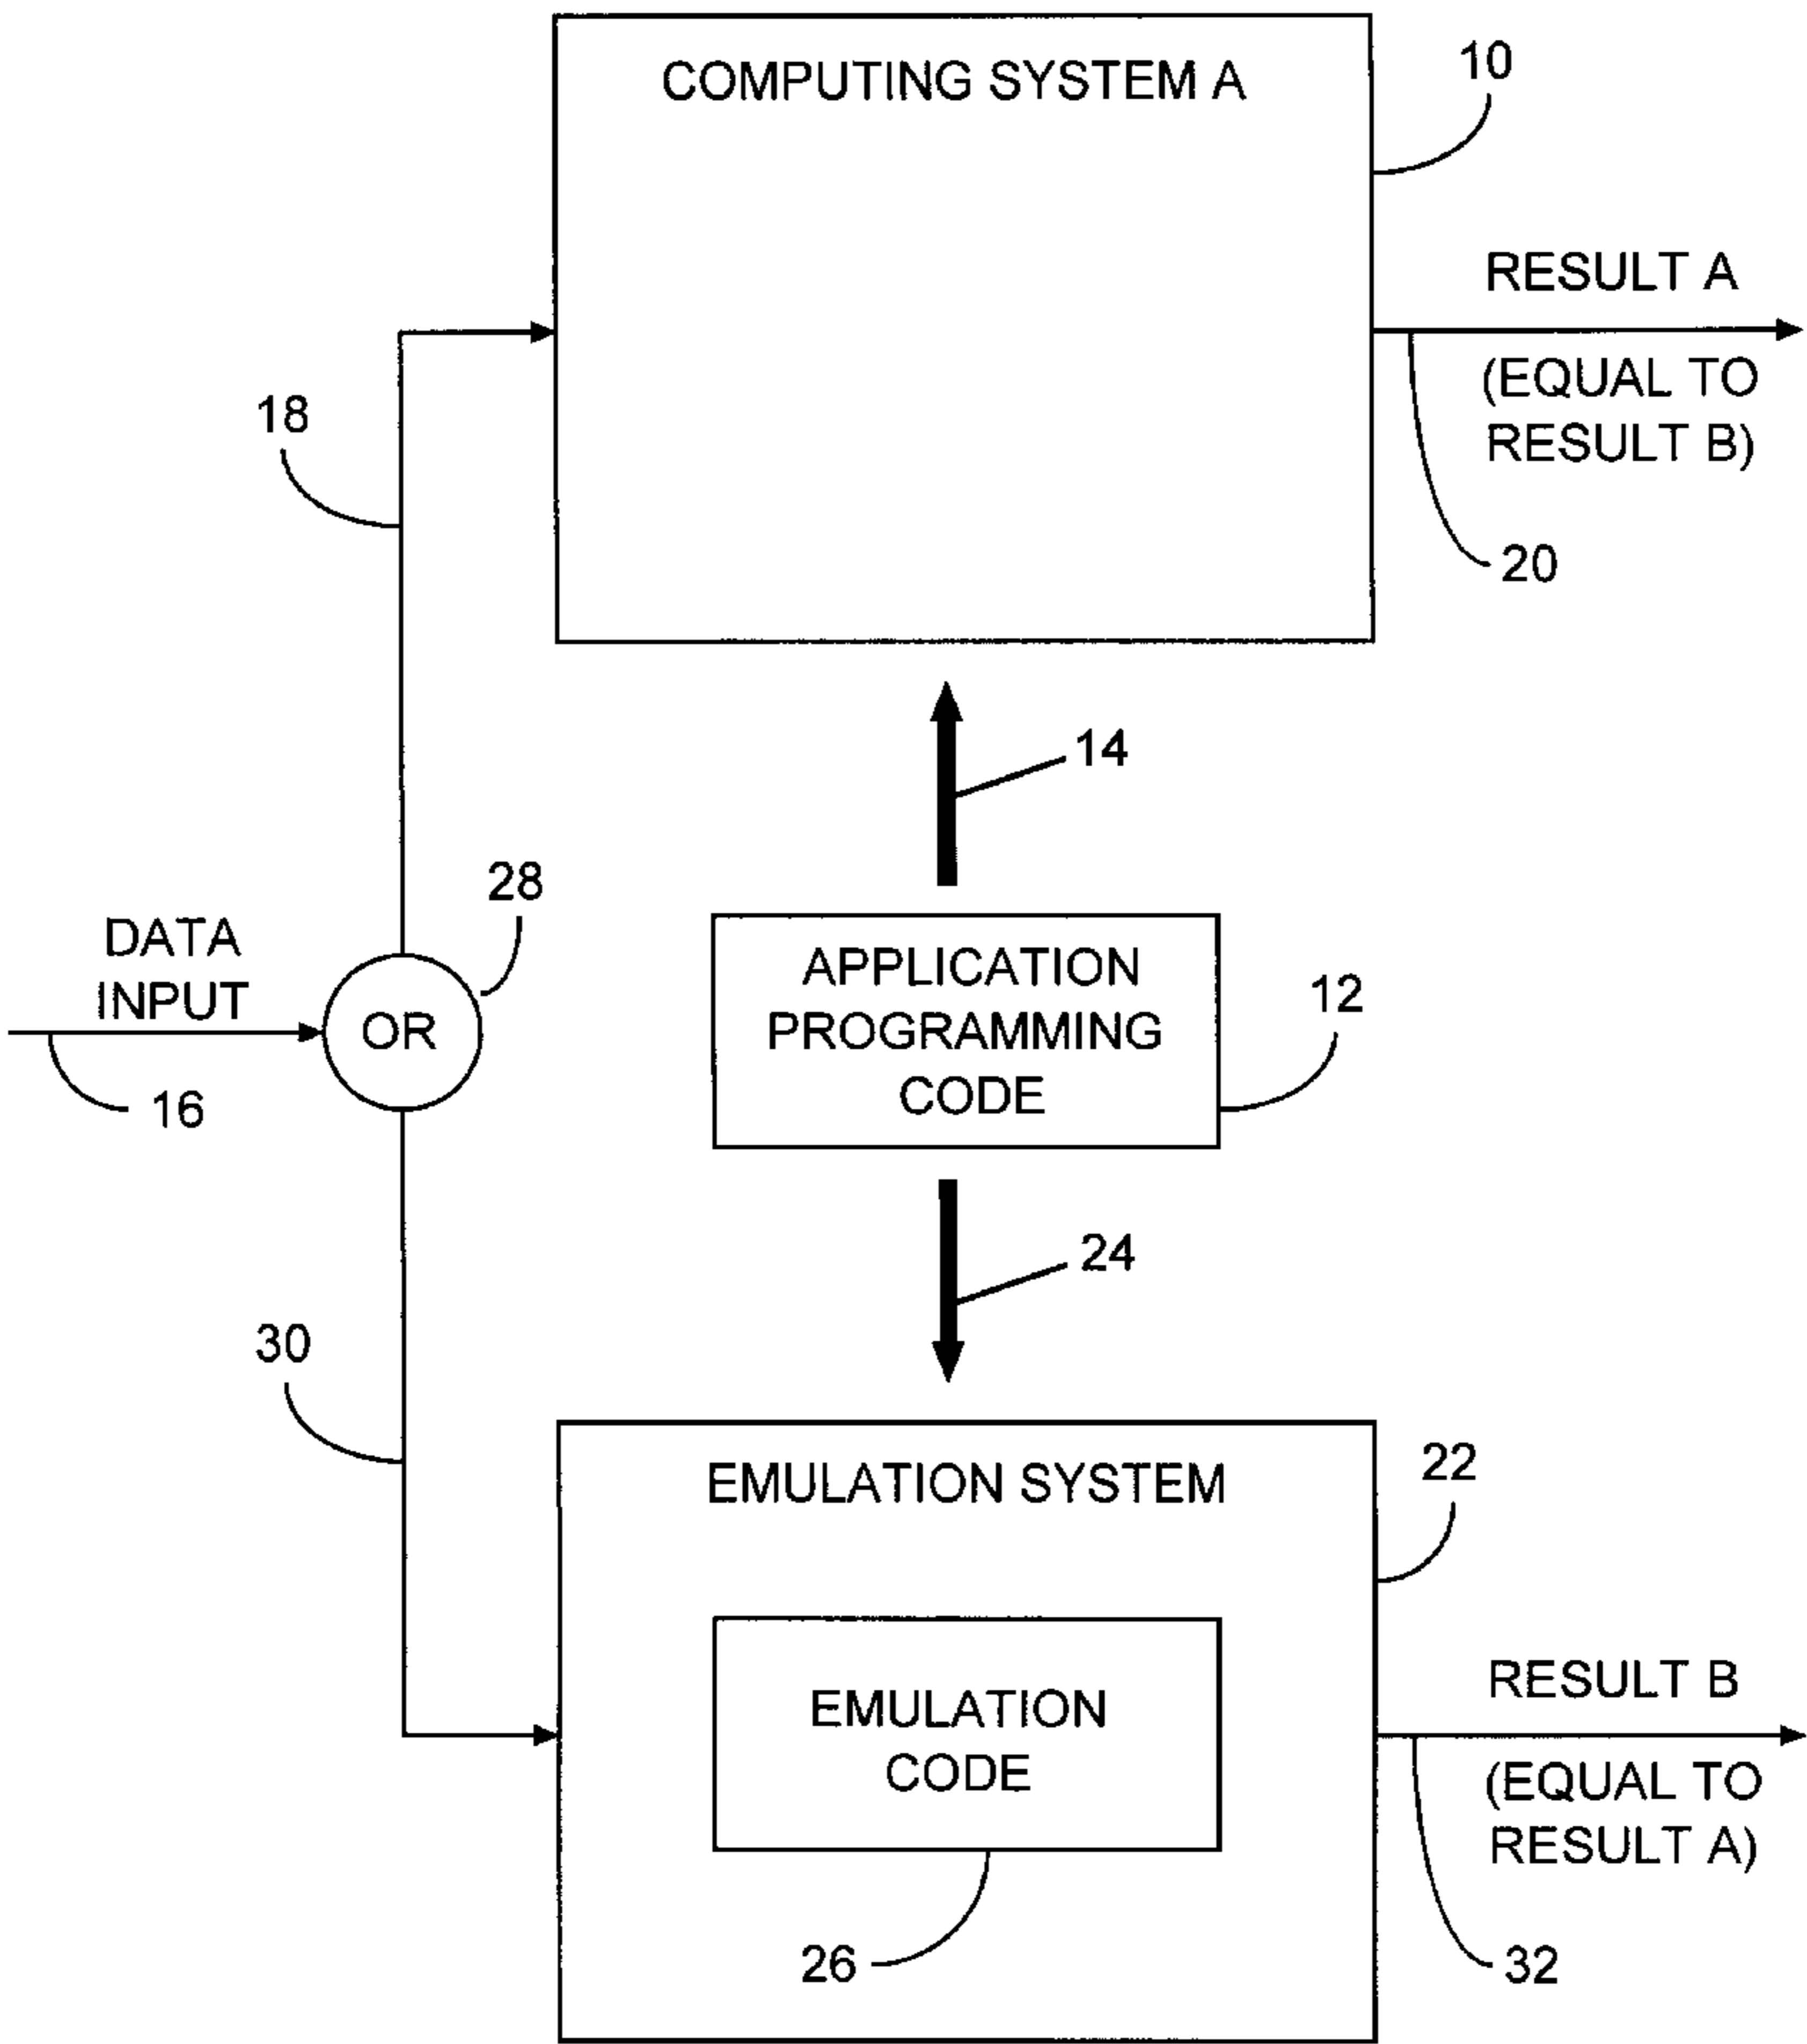 COMPUTING SYSTEM A
10
RESULT A
(EQUAL TO
RESULT B)
18
20
14
28
DATA
INPUT
OR
APPLICATION
PROGRAMMING
CODE
12
16
24
30
EMULATION SYSTEM
22
RESULT B
EMULATION
CODE
(EQUAL TO
RESULT A)
26
32